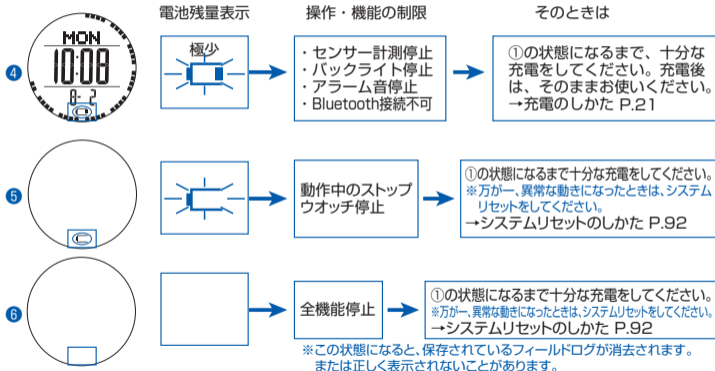 電池残量表示
操作・機能の制限
そのときは
④
MON
10:08
8- 2
極少
・センサー計測停止
・バックライト停止
・アラーム音停止
・Bluetooth接続不可
①の状態になるまで、十分な
充電をしてください。充電後
は、そのままお使いください。
→充電のしかた P.21
⑤
動作中のストップ
ウオッチ停止
①の状態になるまで十分な充電をしてください。
※万が一、異常な動きになったときは、システム
リセットをしてください。
→システムリセットのしかた P.92
⑥
全機能停止
①の状態になるまで十分な充電をしてください。
※万が一、異常な動きになったときは、システムリセットをしてください。
→システムリセットのしかた P.92
※この状態になると、保存されているフィールドログが消去されます。
または正しく表示されないことがあります。